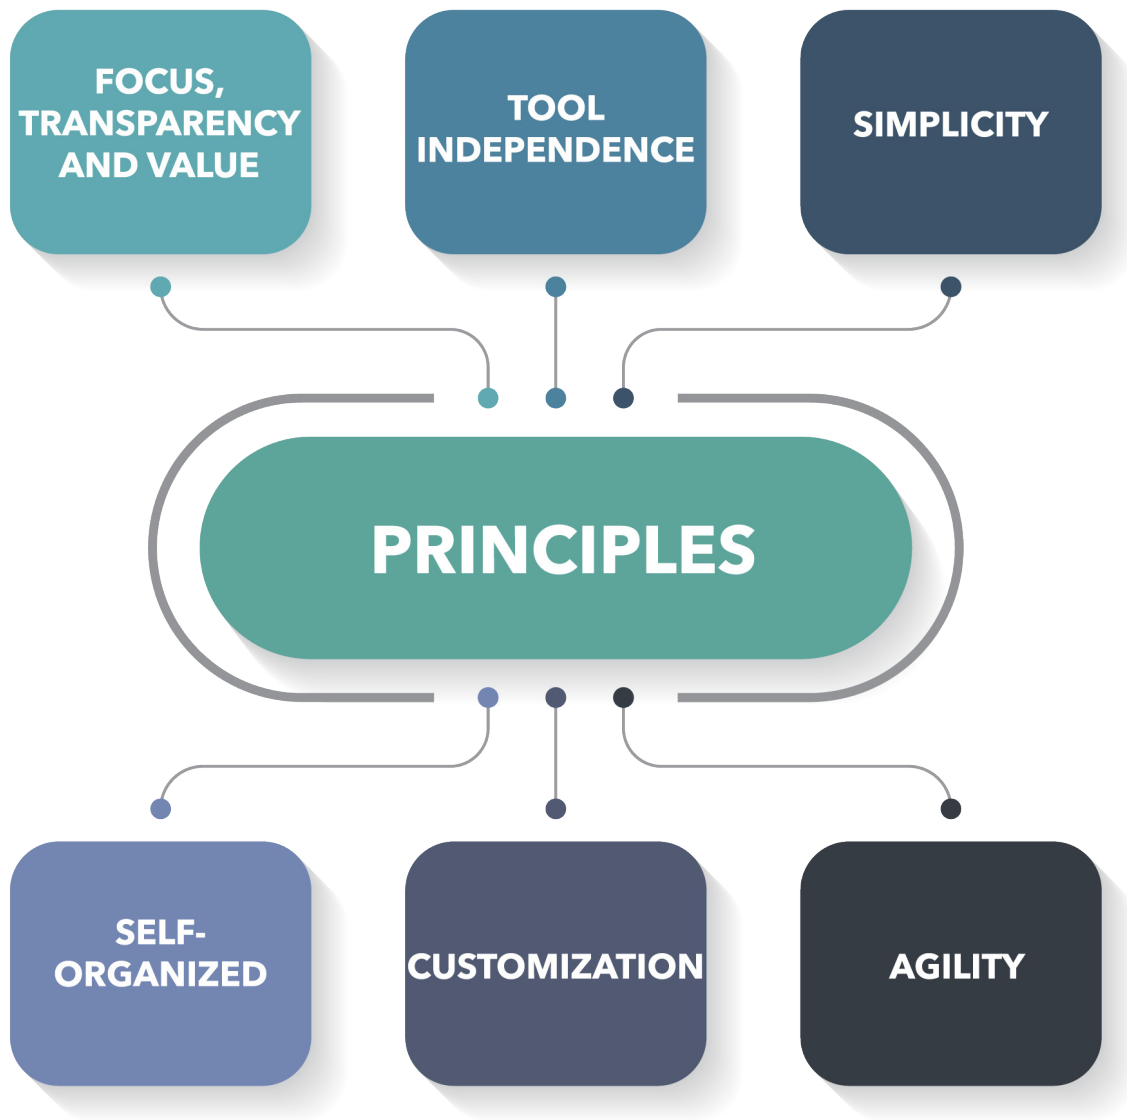 FOCUS,
TRANSPARENCY
AND VALUE
TOOL
INDEPENDENCE
SIMPLICITY
PRINCIPLES
SELF-
ORGANIZED
CUSTOMIZATION
AGILITY